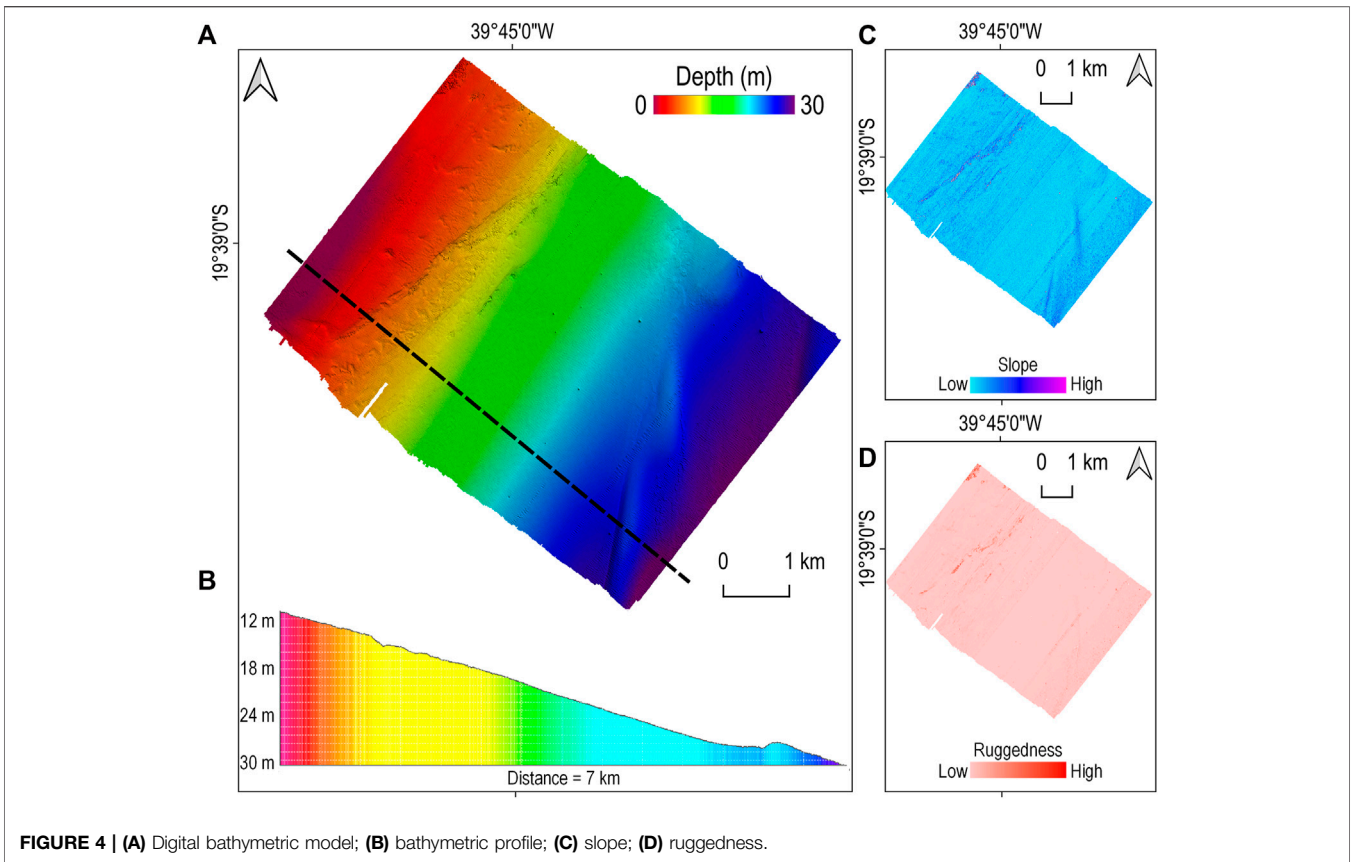 A
39°45'0"W
Depth (m)
0
30
19°39'0"S
0
1 km
B
12 m
18 m
24 m
30 m
Distance = 7 km
C
39°45'0"W
0
1 km
19°39'0"S
Slope
Low
High
39°45'0"W
D
0
1 km
19°39'0"S
Ruggedness
Low
High
FIGURE 4 | (A) Digital bathymetric model; (B) bathymetric profile; (C) slope; (D) ruggedness.